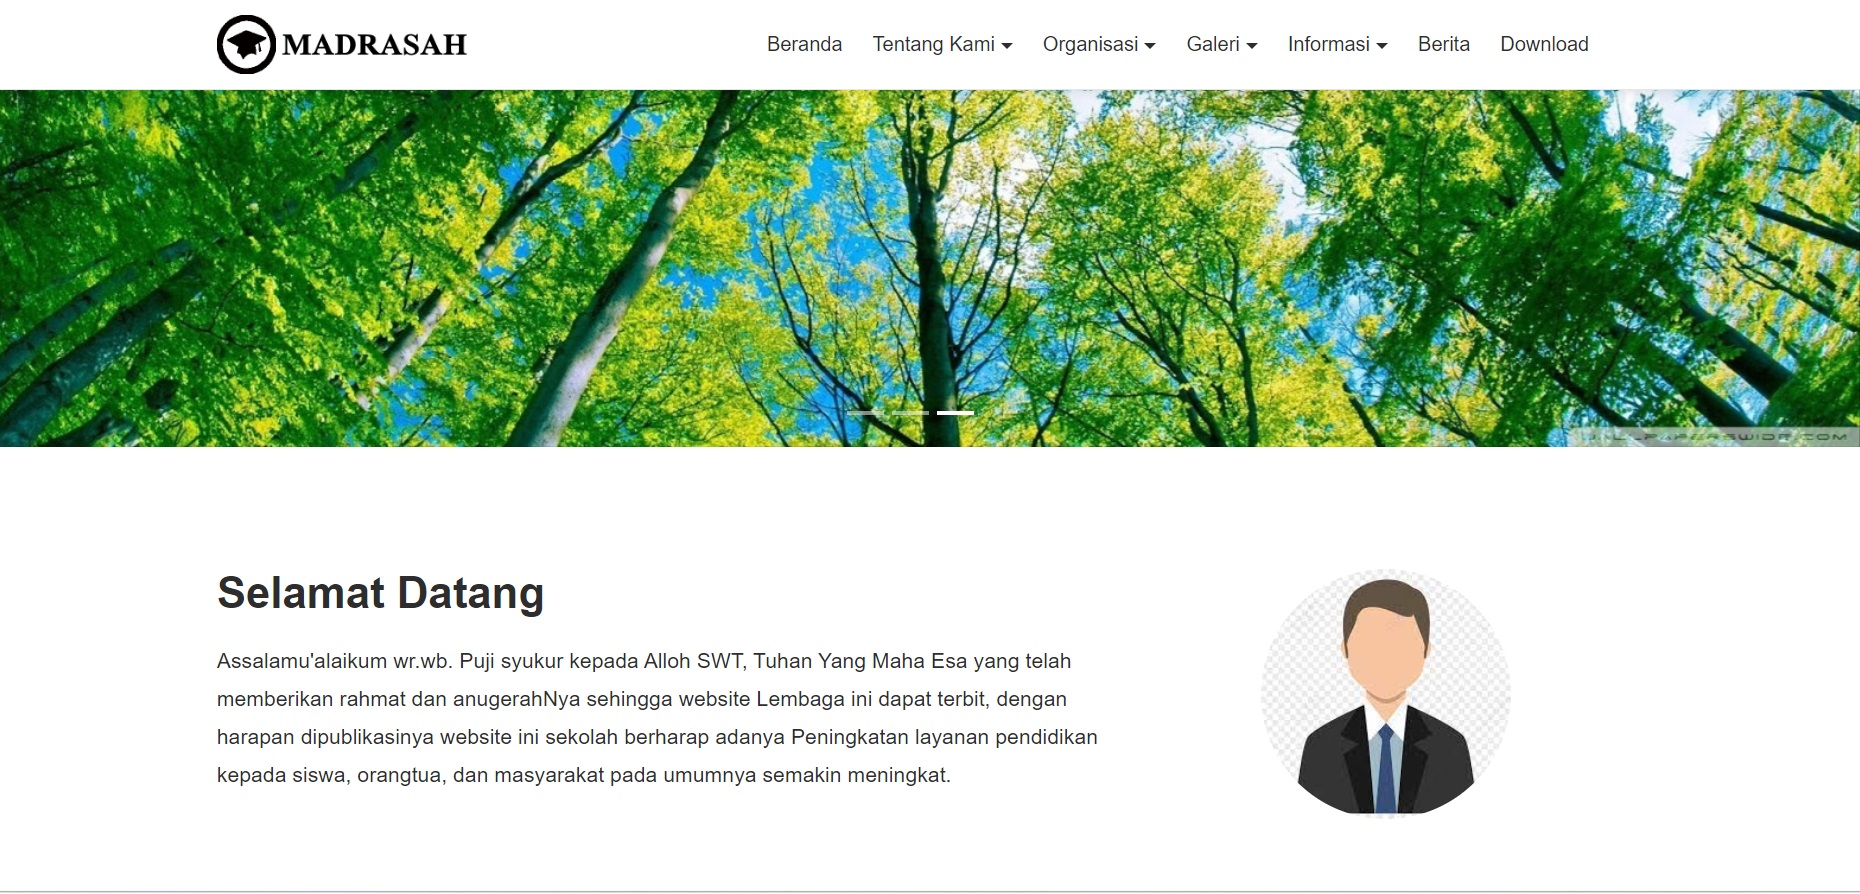 MADRASAH
Beranda Tentang Kami Organisasi Galeri Informasi Berita Download
Selamat Datang
Assalamu'alaikum wr.wb. Puji syukur kepada Alloh SWT, Tuhan Yang Maha Esa yang telah
memberikan rahmat dan anugerahNya sehingga website Lembaga ini dapat terbit, dengan
harapan dipublikasinya website ini sekolah berharap adanya Peningkatan layanan pendidikan
kepada siswa, orangtua, dan masyarakat pada umumnya semakin meningkat.